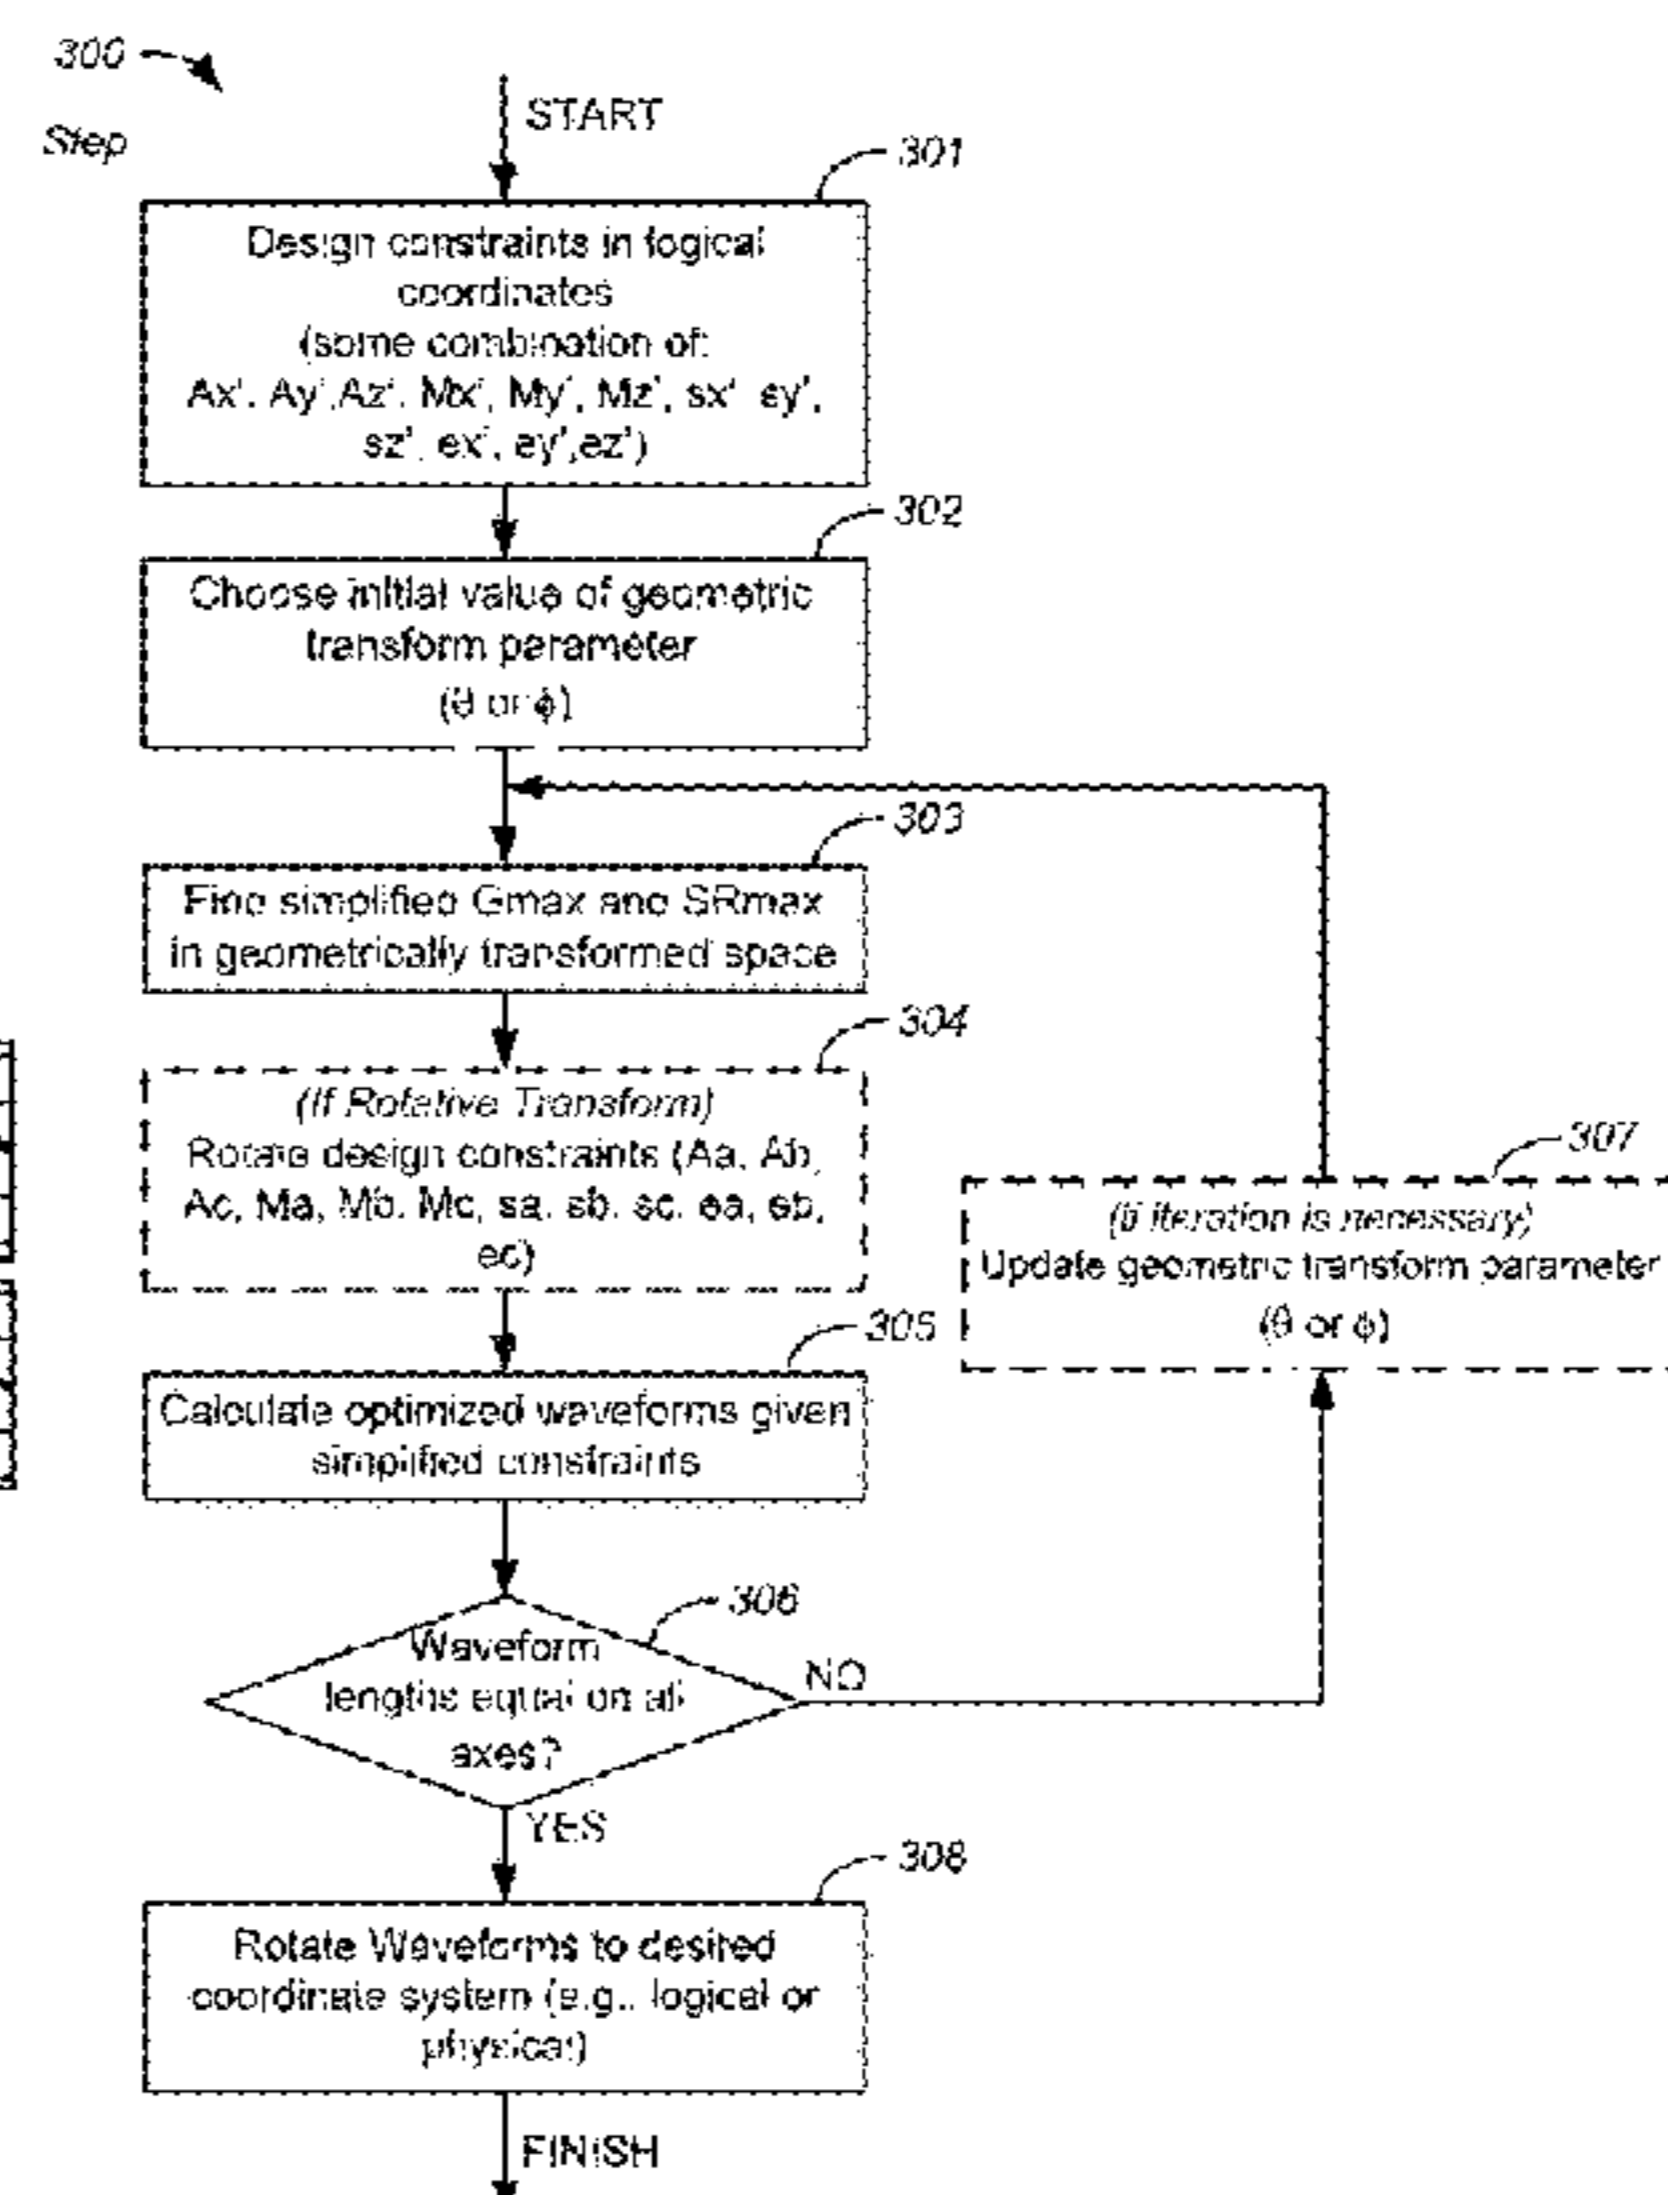 300
Step
START
301
Design constraints in logical
coordinates
(some combination of:
Ax', Ay', Az', Mx', My', Mz', sx', sy',
sz', ex', ey', ez')
302
Choose initial value of geometric
transform parameter
(θ or ϕ)
303
Find simplified Gmax and SRmax
in geometrically transformed space
304
(If Rotative Transform)
Rotate design constraints (Aa, Ab,
Ac, Ma, Mb, Mc, sa, sb, sc, ea, eb,
ec)
307
(if iteration is necessary)
Update geometric transform parameter
(θ or ϕ)
305
Calculate optimized waveforms given
simplified constraints
306
Waveform
lengths equal on all
axes?
NO
YES
308
Rotate Waveforms to desired
coordinate system (e.g., logical or
physical)
FINISH